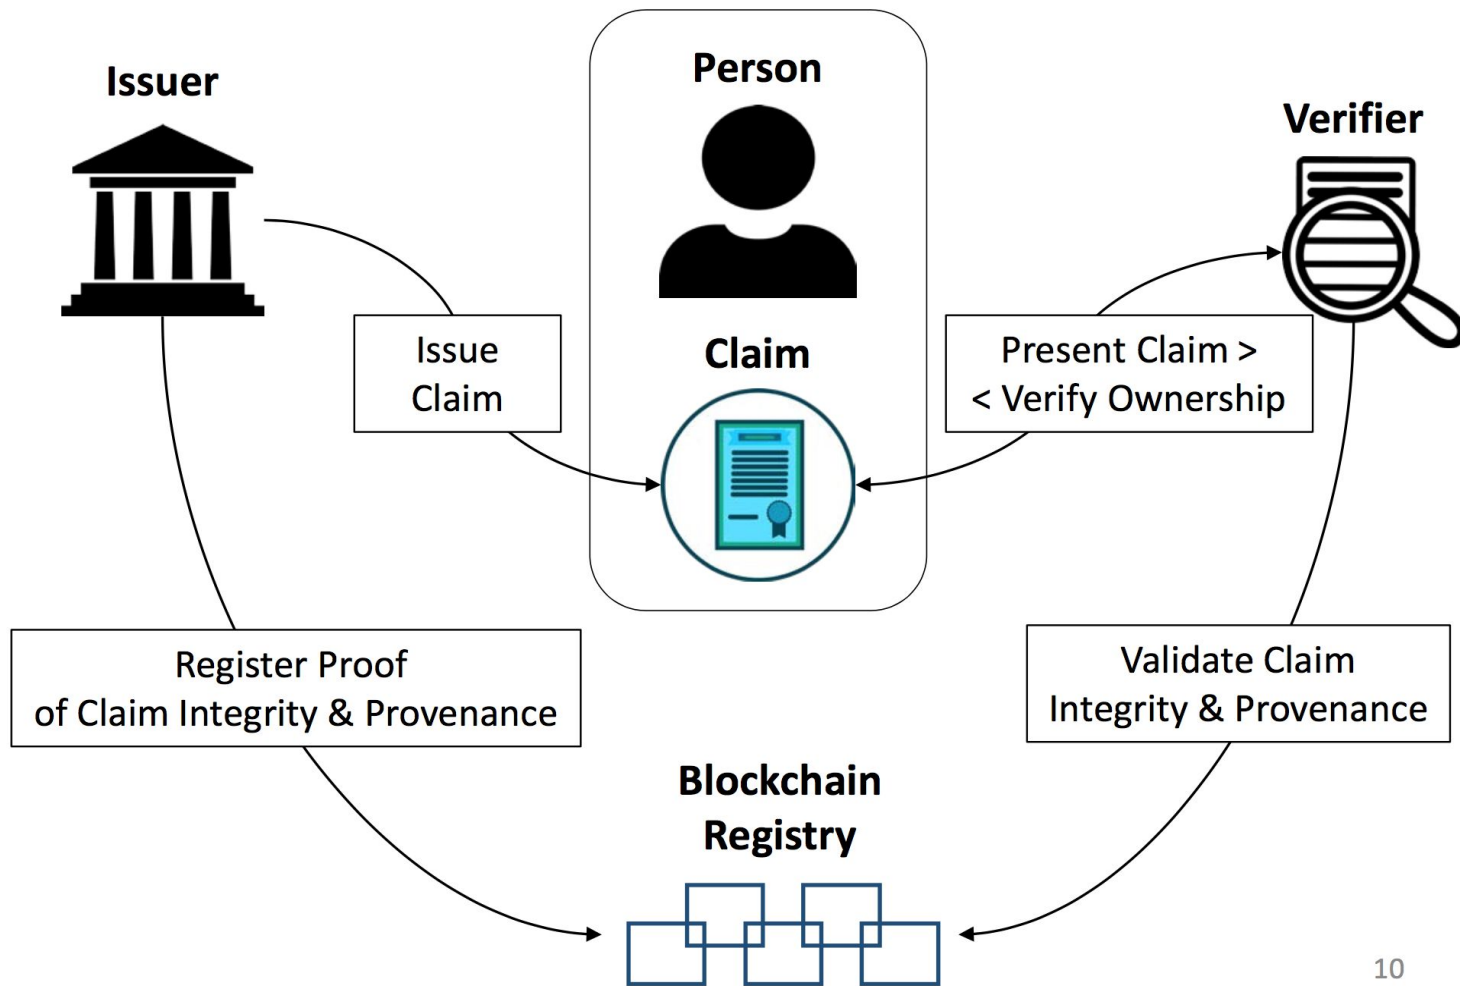 Issuer
Person
Verifier
Issue
Claim
Claim
Present Claim >
< Verify Ownership
Register Proof
of Claim Integrity & Provenance
Validate Claim
Integrity & Provenance
Blockchain
Registry
10